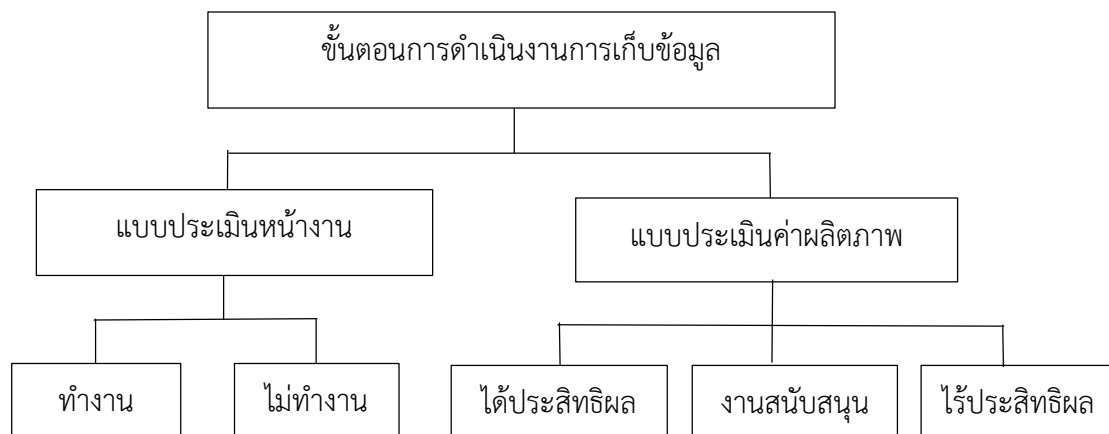 ขั้นตอนการดำเนินงานการเก็บข้อมูล
แบบประเมินหน้างาน
แบบประเมินค่าผลิตภาพ
ทำงาน
ไม่ทำงาน
ได้ประสิทธิผล
งานสนับสนุน
ไร้ประสิทธิผล